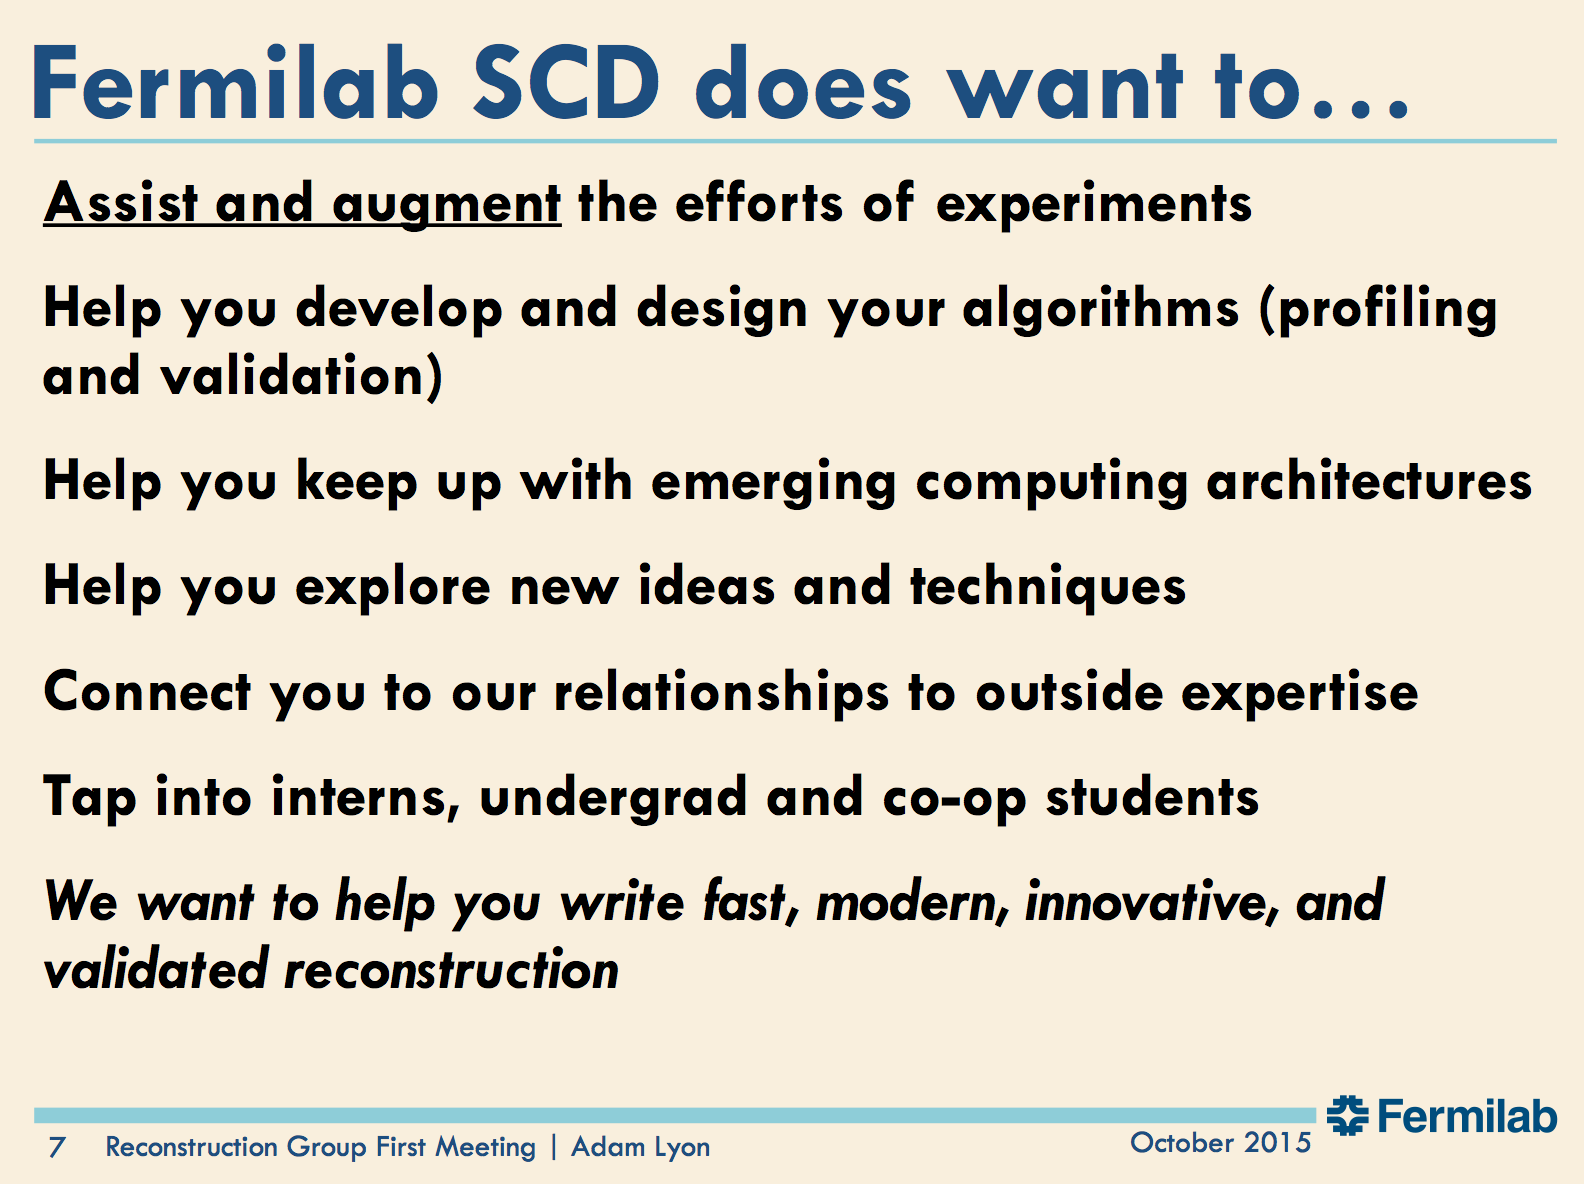 Fermilab SCD does want to...
Assist and augment the efforts of experiments
Help you develop and design your algorithms (profiling
and validation)
Help you keep up with emerging computing architectures
Help you explore new ideas and techniques
Connect you to our relationships to outside expertise
Tap into interns, undergrad and co-op students
We want to help you write fast, modern, innovative, and
validated reconstruction
7 Reconstruction Group First Meeting | Adam Lyon
October 2015
Fermilab